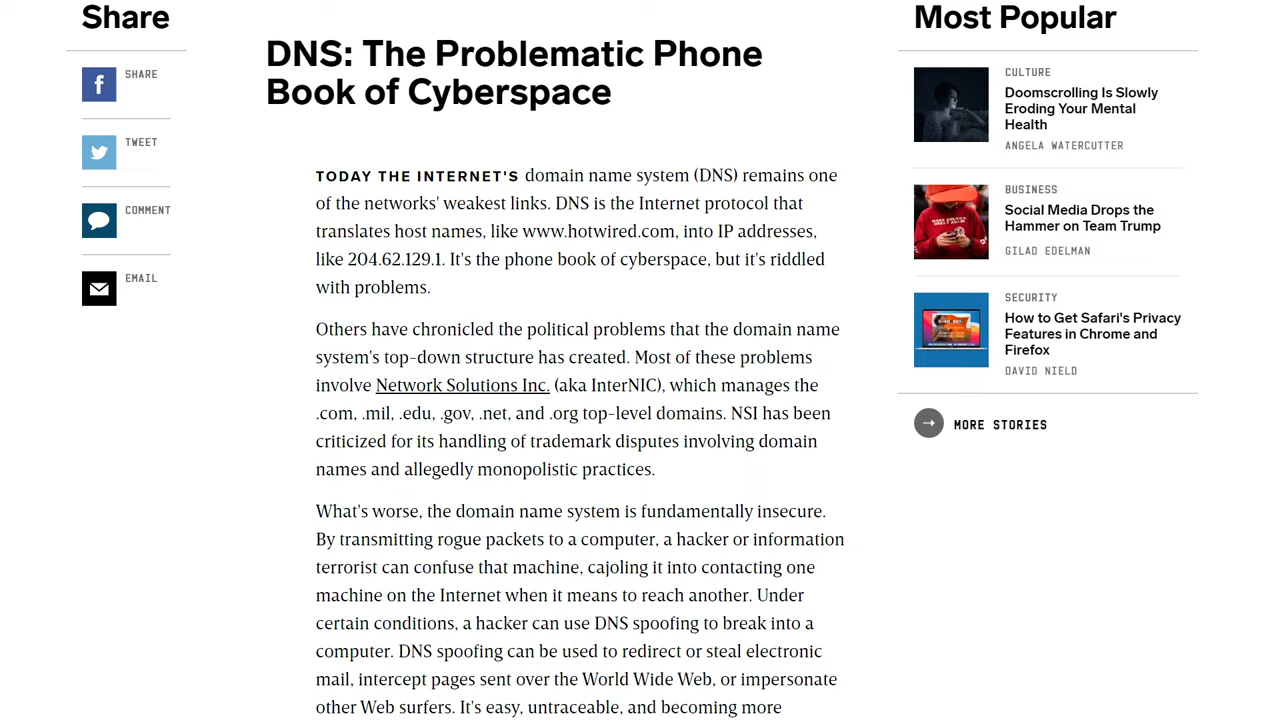 Share
SHARE
TWEET
COMMENT
EMAIL
DNS: The Problematic Phone
Book of Cyberspace
TODAY THE INTERNET'S domain name system (DNS) remains one
of the networks' weakest links. DNS is the Internet protocol that
translates host names, like www.hotwired.com, into IP addresses,
like 204.62.129.1. It's the phone book of cyberspace, but it's riddled
with problems.
Others have chronicled the political problems that the domain name
system's top-down structure has created. Most of these problems
involve Network Solutions Inc. (aka InterNIC), which manages the
.com, .mil, .edu, .gov, .net, and .org top-level domains. NSI has been
criticized for its handling of trademark disputes involving domain
names and allegedly monopolistic practices.
What's worse, the domain name system is fundamentally insecure.
By transmitting rogue packets to a computer, a hacker or information
terrorist can confuse that machine, cajoling it into contacting one
machine on the Internet when it means to reach another. Under
certain conditions, a hacker can use DNS spoofing to break into a
computer. DNS spoofing can be used to redirect or steal electronic
mail, intercept pages sent over the World Wide Web, or impersonate
other Web surfers. It's easy, untraceable, and becoming more
Most Popular
CULTURE
Doomscrolling Is Slowly
Eroding Your Mental
Health
ANGELA WATERCUTTER
BUSINESS
Social Media Drops the
Hammer on Team Trump
GILAD EDELMAN
SECURITY
How to Get Safari's Privacy
Features in Chrome and
Firefox
DAVID NIELD
MORE STORIES